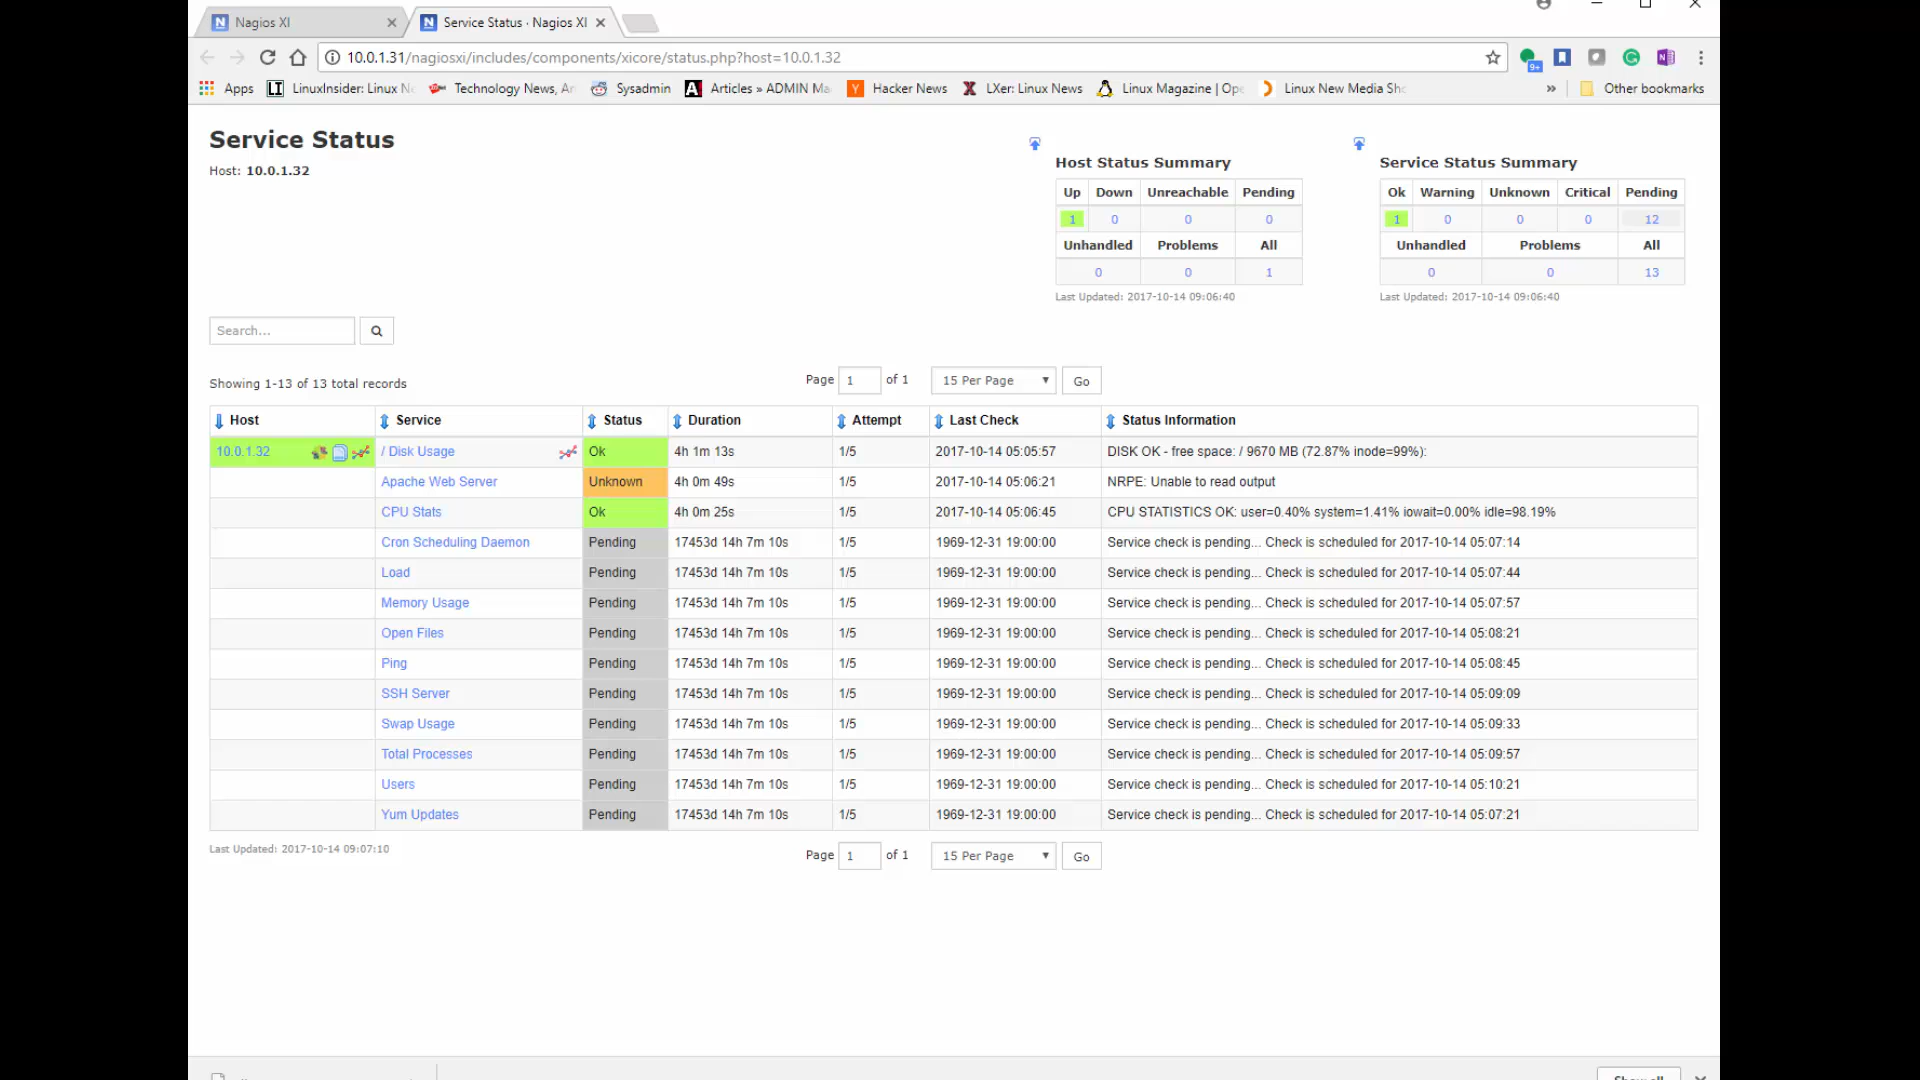 Nagios XI
Service Status · Nagios XI
10.0.1.31/nagiosxi/includes/components/xicore/status.php?host=10.0.1.32
9+
Apps LinuxInsider: Linux N Technology News, A Sysadmin Articles » ADMIN Ma Hacker News LXer: Linux News Linux Magazine | Op Linux New Media Sh » Other bookmarks
Service Status
Host: 10.0.1.32
Host Status Summary
Up Down Unreachable Pending
1 0 0 0
Unhandled Problems All
0 0 1
Last Updated: 2017-10-14 09:06:40
Service Status Summary
Ok Warning Unknown Critical Pending
1 0 0 0 12
Unhandled Problems All
0 0 13
Last Updated: 2017-10-14 09:06:40
Search...
Showing 1-13 of 13 total records
Page 1 of 1 15 Per Page Go
Host Service Status Duration Attempt Last Check Status Information
10.0.1.32 / Disk Usage Ok 4h 1m 13s 1/5 2017-10-14 05:05:57 DISK OK - free space: / 9670 MB (72.87% inode=99%):
Apache Web Server Unknown 4h 0m 49s 1/5 2017-10-14 05:06:21 NRPE: Unable to read output
CPU Stats Ok 4h 0m 25s 1/5 2017-10-14 05:06:45 CPU STATISTICS OK: user=0.40% system=1.41% iowait=0.00% idle=98.19%
Cron Scheduling Daemon Pending 17453d 14h 7m 10s 1/5 1969-12-31 19:00:00 Service check is pending... Check is scheduled for 2017-10-14 05:07:14
Load Pending 17453d 14h 7m 10s 1/5 1969-12-31 19:00:00 Service check is pending... Check is scheduled for 2017-10-14 05:07:44
Memory Usage Pending 17453d 14h 7m 10s 1/5 1969-12-31 19:00:00 Service check is pending... Check is scheduled for 2017-10-14 05:07:57
Open Files Pending 17453d 14h 7m 10s 1/5 1969-12-31 19:00:00 Service check is pending... Check is scheduled for 2017-10-14 05:08:21
Ping Pending 17453d 14h 7m 10s 1/5 1969-12-31 19:00:00 Service check is pending... Check is scheduled for 2017-10-14 05:08:45
SSH Server Pending 17453d 14h 7m 10s 1/5 1969-12-31 19:00:00 Service check is pending... Check is scheduled for 2017-10-14 05:09:09
Swap Usage Pending 17453d 14h 7m 10s 1/5 1969-12-31 19:00:00 Service check is pending... Check is scheduled for 2017-10-14 05:09:33
Total Processes Pending 17453d 14h 7m 10s 1/5 1969-12-31 19:00:00 Service check is pending... Check is scheduled for 2017-10-14 05:09:57
Users Pending 17453d 14h 7m 10s 1/5 1969-12-31 19:00:00 Service check is pending... Check is scheduled for 2017-10-14 05:10:21
Yum Updates Pending 17453d 14h 7m 10s 1/5 1969-12-31 19:00:00 Service check is pending... Check is scheduled for 2017-10-14 05:07:21
Last Updated: 2017-10-14 09:07:10
Page 1 of 1 15 Per Page Go
Show all